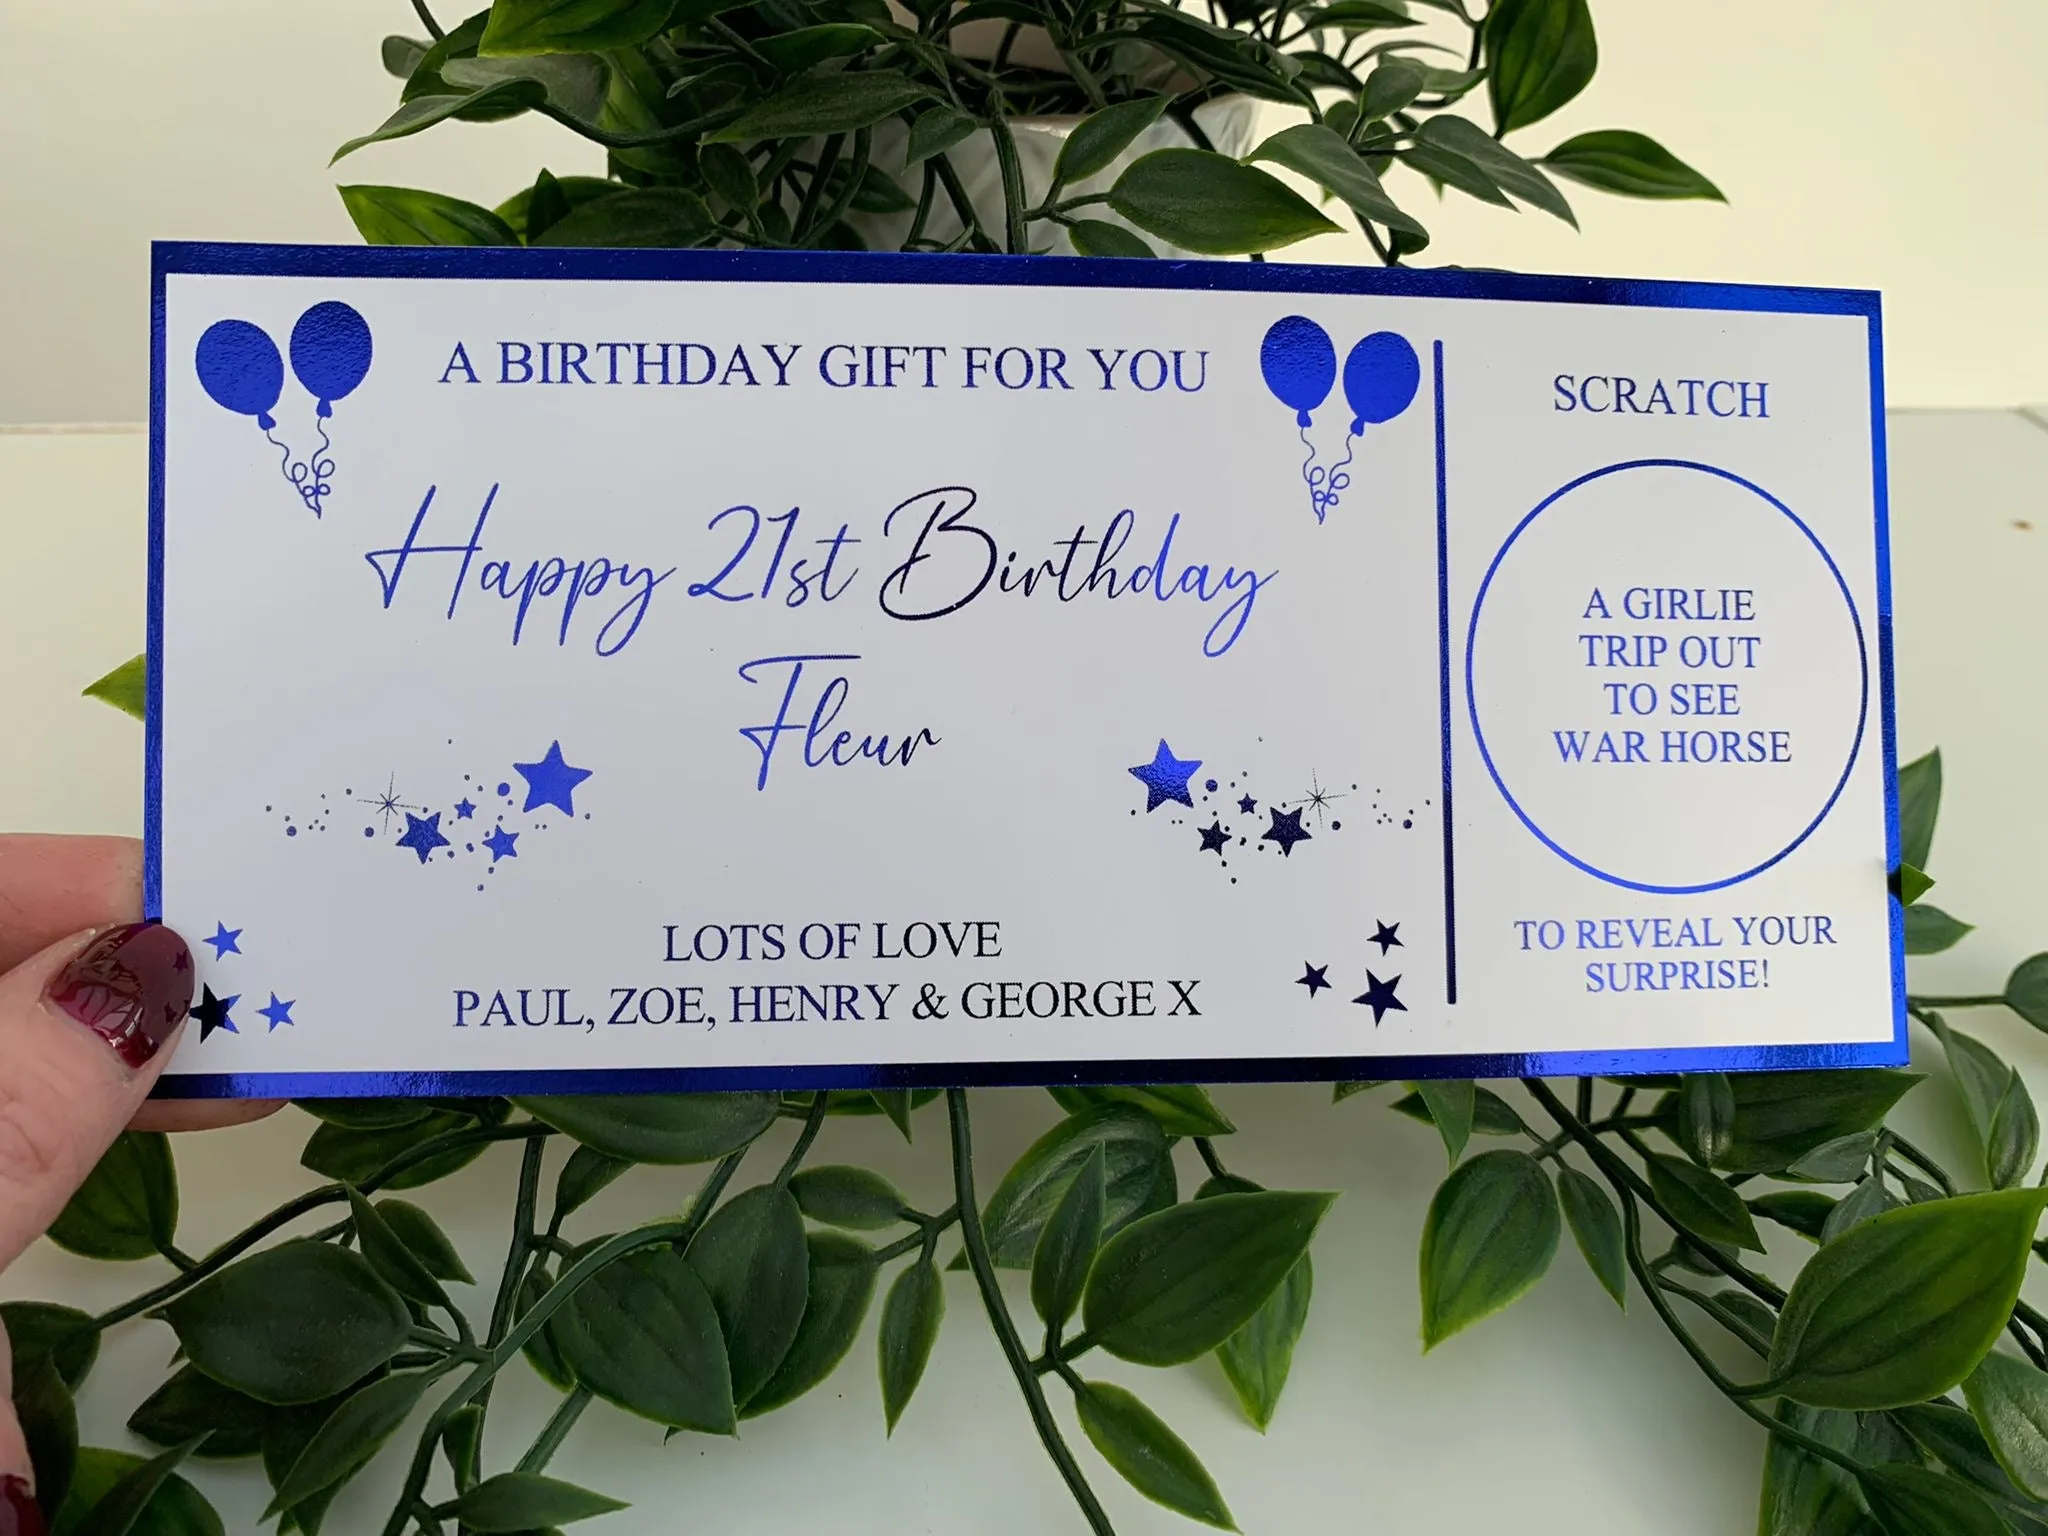 A BIRTHDAY GIFT FOR YOU
Happy 21st Birthday
Fleur
LOTS OF LOVE
PAUL, ZOE, HENRY & GEORGE X
SCRATCH
A GIRLIE
TRIP OUT
TO SEE
WAR HORSE
TO REVEAL YOUR
SURPRISE!